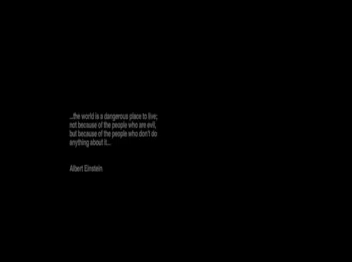 ...the world is a dangerous place to live;
not because of the people who are evil,
but because of the people who don't do
anything about it...
Albert Einstein